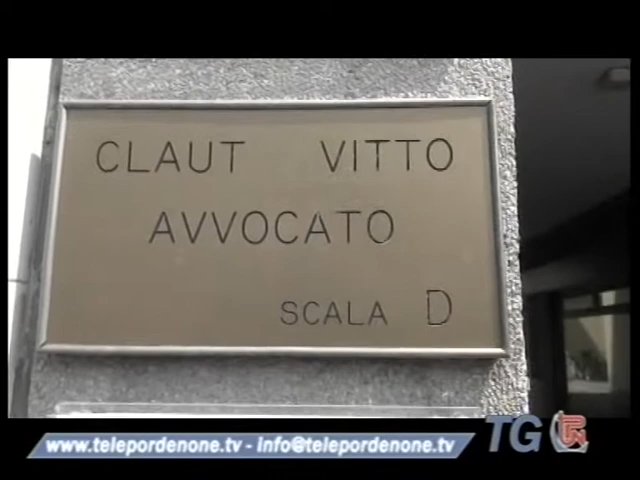 CLAUT VITTO
AVVOCATO
SCALA D
www.telepordenone.tv - info@telepordenone.tv TG